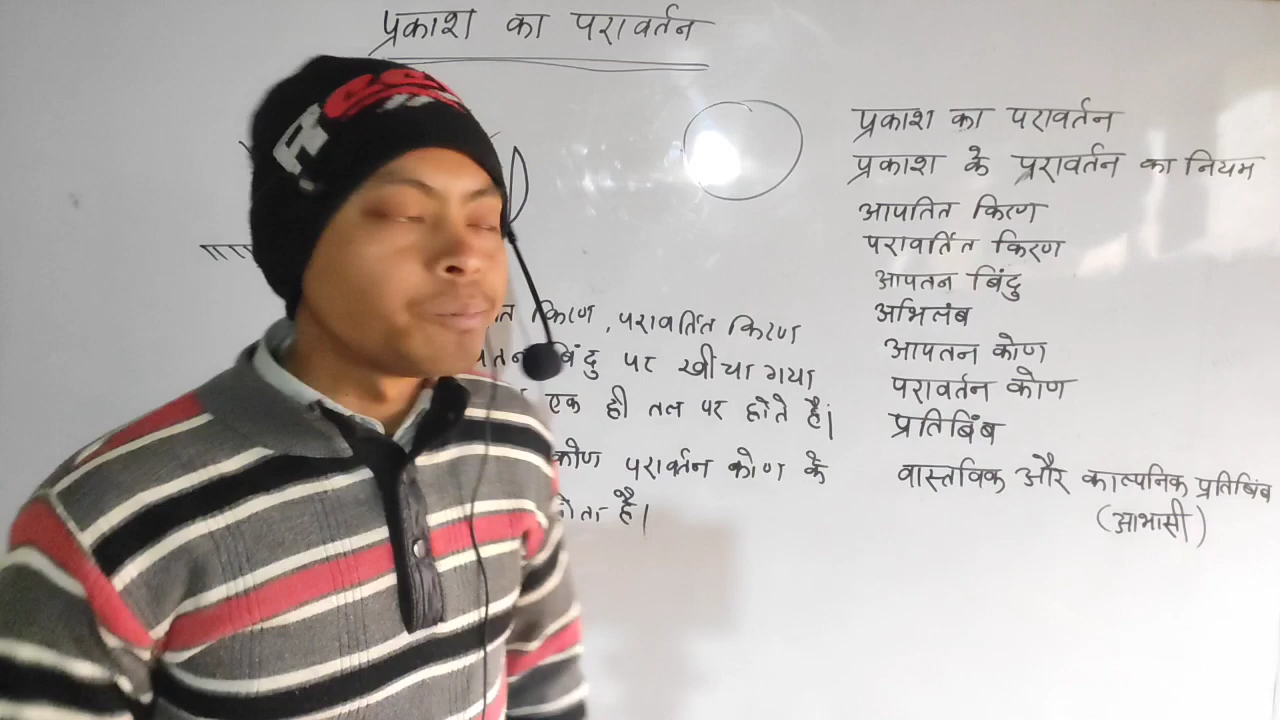 प्रकाश का परावर्तन
किरण, परावर्तित किरण
बिंदु पर खींचा गया
एक ही तल पर होते हैं।
कोण परावर्तन कोण के
है।
प्रकाश का परावर्तन
प्रकाश के परावर्तन का नियम
आपतित किरण
परावर्तित किरण
आपतन बिंदु
अभिलंब
आपतन कोण
परावर्तन कोण
प्रतिबिंब
वास्तविक और काल्पनिक प्रतिबिंब
(आभासी)